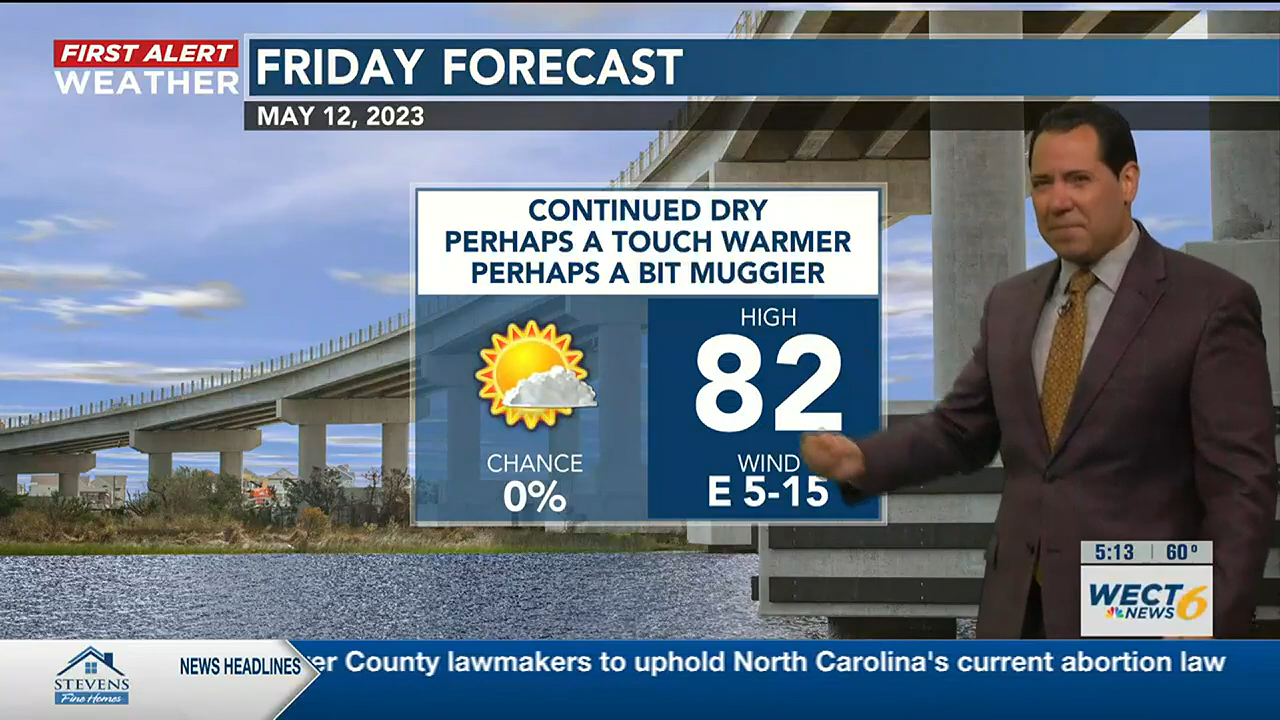 FIRST ALERT
WEATHER
FRIDAY FORECAST
MAY 12, 2023
CONTINUED DRY
PERHAPS A TOUCH WARMER
PERHAPS A BIT MUGGIER
HIGH
82
CHANCE
0%
WIND
E 5-15
5:13 | 60°
WECT 6
NEWS
STEVENS
Fine Homes
NEWS HEADLINES
er County lawmakers to uphold North Carolina's current abortion law